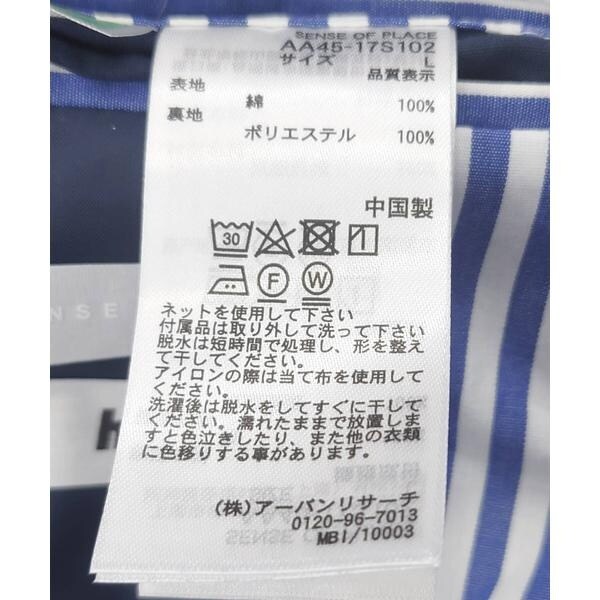 SENSE OF PLACE
AA45-17S102
サイズ L
品質表示
表地
綿 100%
裏地
ポリエステル 100%
中国製
30
F W
ネットを使用して下さい
付属品は取り外して洗って下さい
脱水は短時間で処理し、形を整え
て干してください。
アイロンの際は当て布を使用して
ください。
洗濯後は脱水をしてすぐに干して
ください。濡れたままで放置しま
すと色泣きしたり、また他の衣類
に色移りする事があります。
(株)アーバンリサーチ
0120-96-7013
MBI/10003
NSE